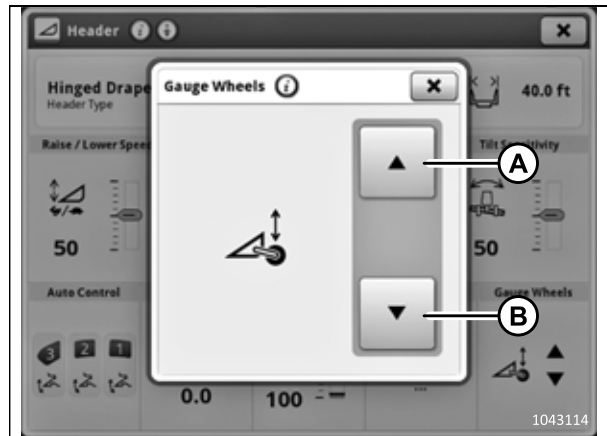 Header
Hinged Drape
Header Type
40.0 ft
Gauge Wheels
A
B
Raise / Lower Spee
50
Tilt Sensitivity
50
Auto Control
Gauge Wheels
3 2 1
0.0
100
---
1043114